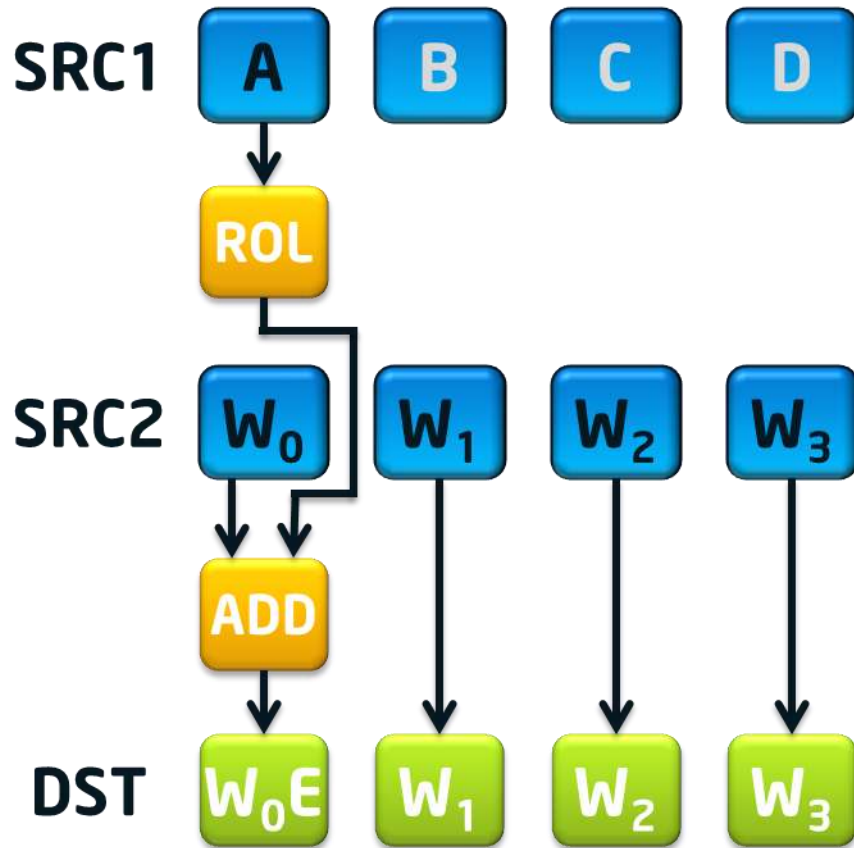 SRC1 A B C D
ROL
SRC2 W₀ W₁ W₂ W₃
ADD
DST W₀E W₁ W₂ W₃